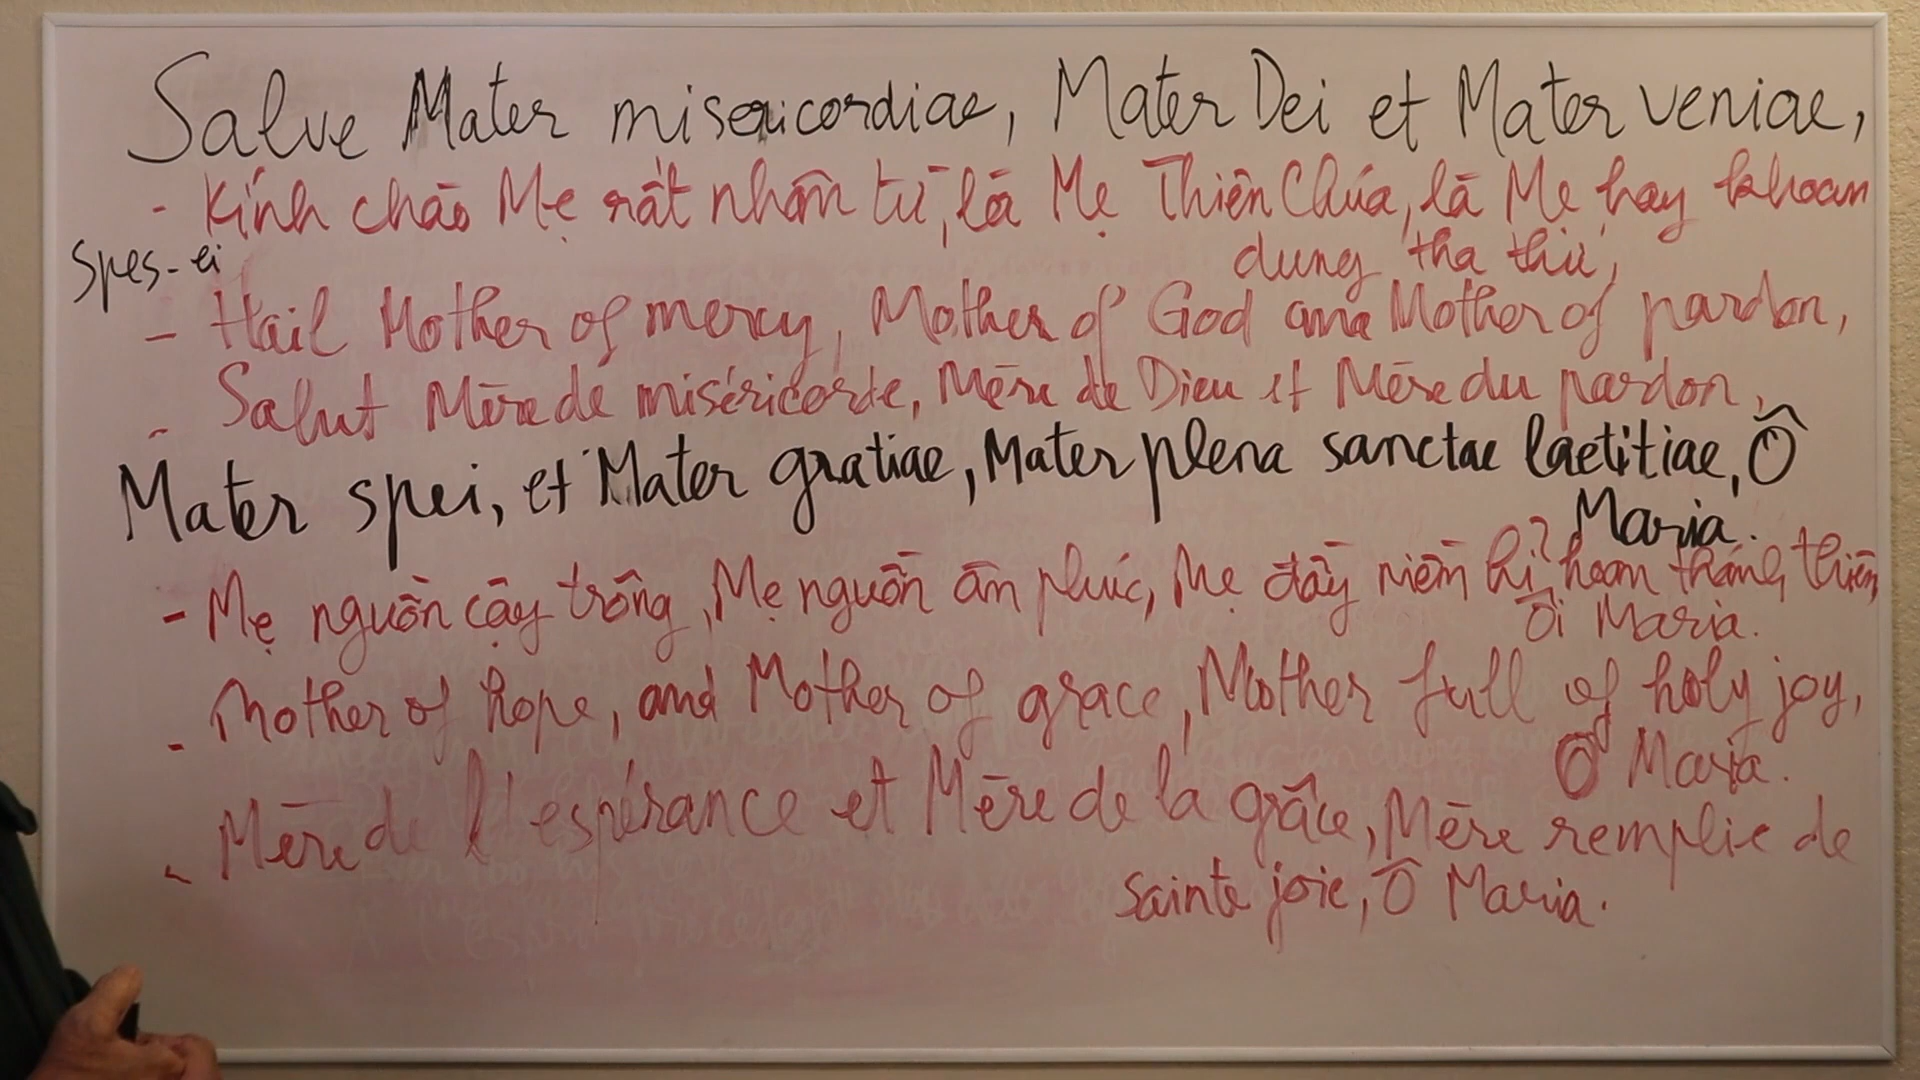 Salve Mater misericordiae, Mater Dei et Mater veniae,
- Kính chào Mẹ rất nhân từ, là Mẹ Thiên Chúa, là Mẹ hay khoan
dung, tha thứ,
Spes - ei
- Hail Mother of mercy, Mother of God and Mother of pardon,
- Salut Mère de miséricorde, Mère de Dieu et Mère du pardon,
Mater spei, et Mater gratiae, Mater plena sanctae laetitiae, Ô
Maria.
- Mẹ nguồn cậy trông, Mẹ nguồn ân phúc, Mẹ đầy niềm hỉ hoan thánh thiện,
Ôi Maria.
- Mother of hope, and Mother of grace, Mother full of holy joy,
O Maria.
- Mère de l'espérance et Mère de la grâce, Mère remplie de
sainte joie, Ô Maria.